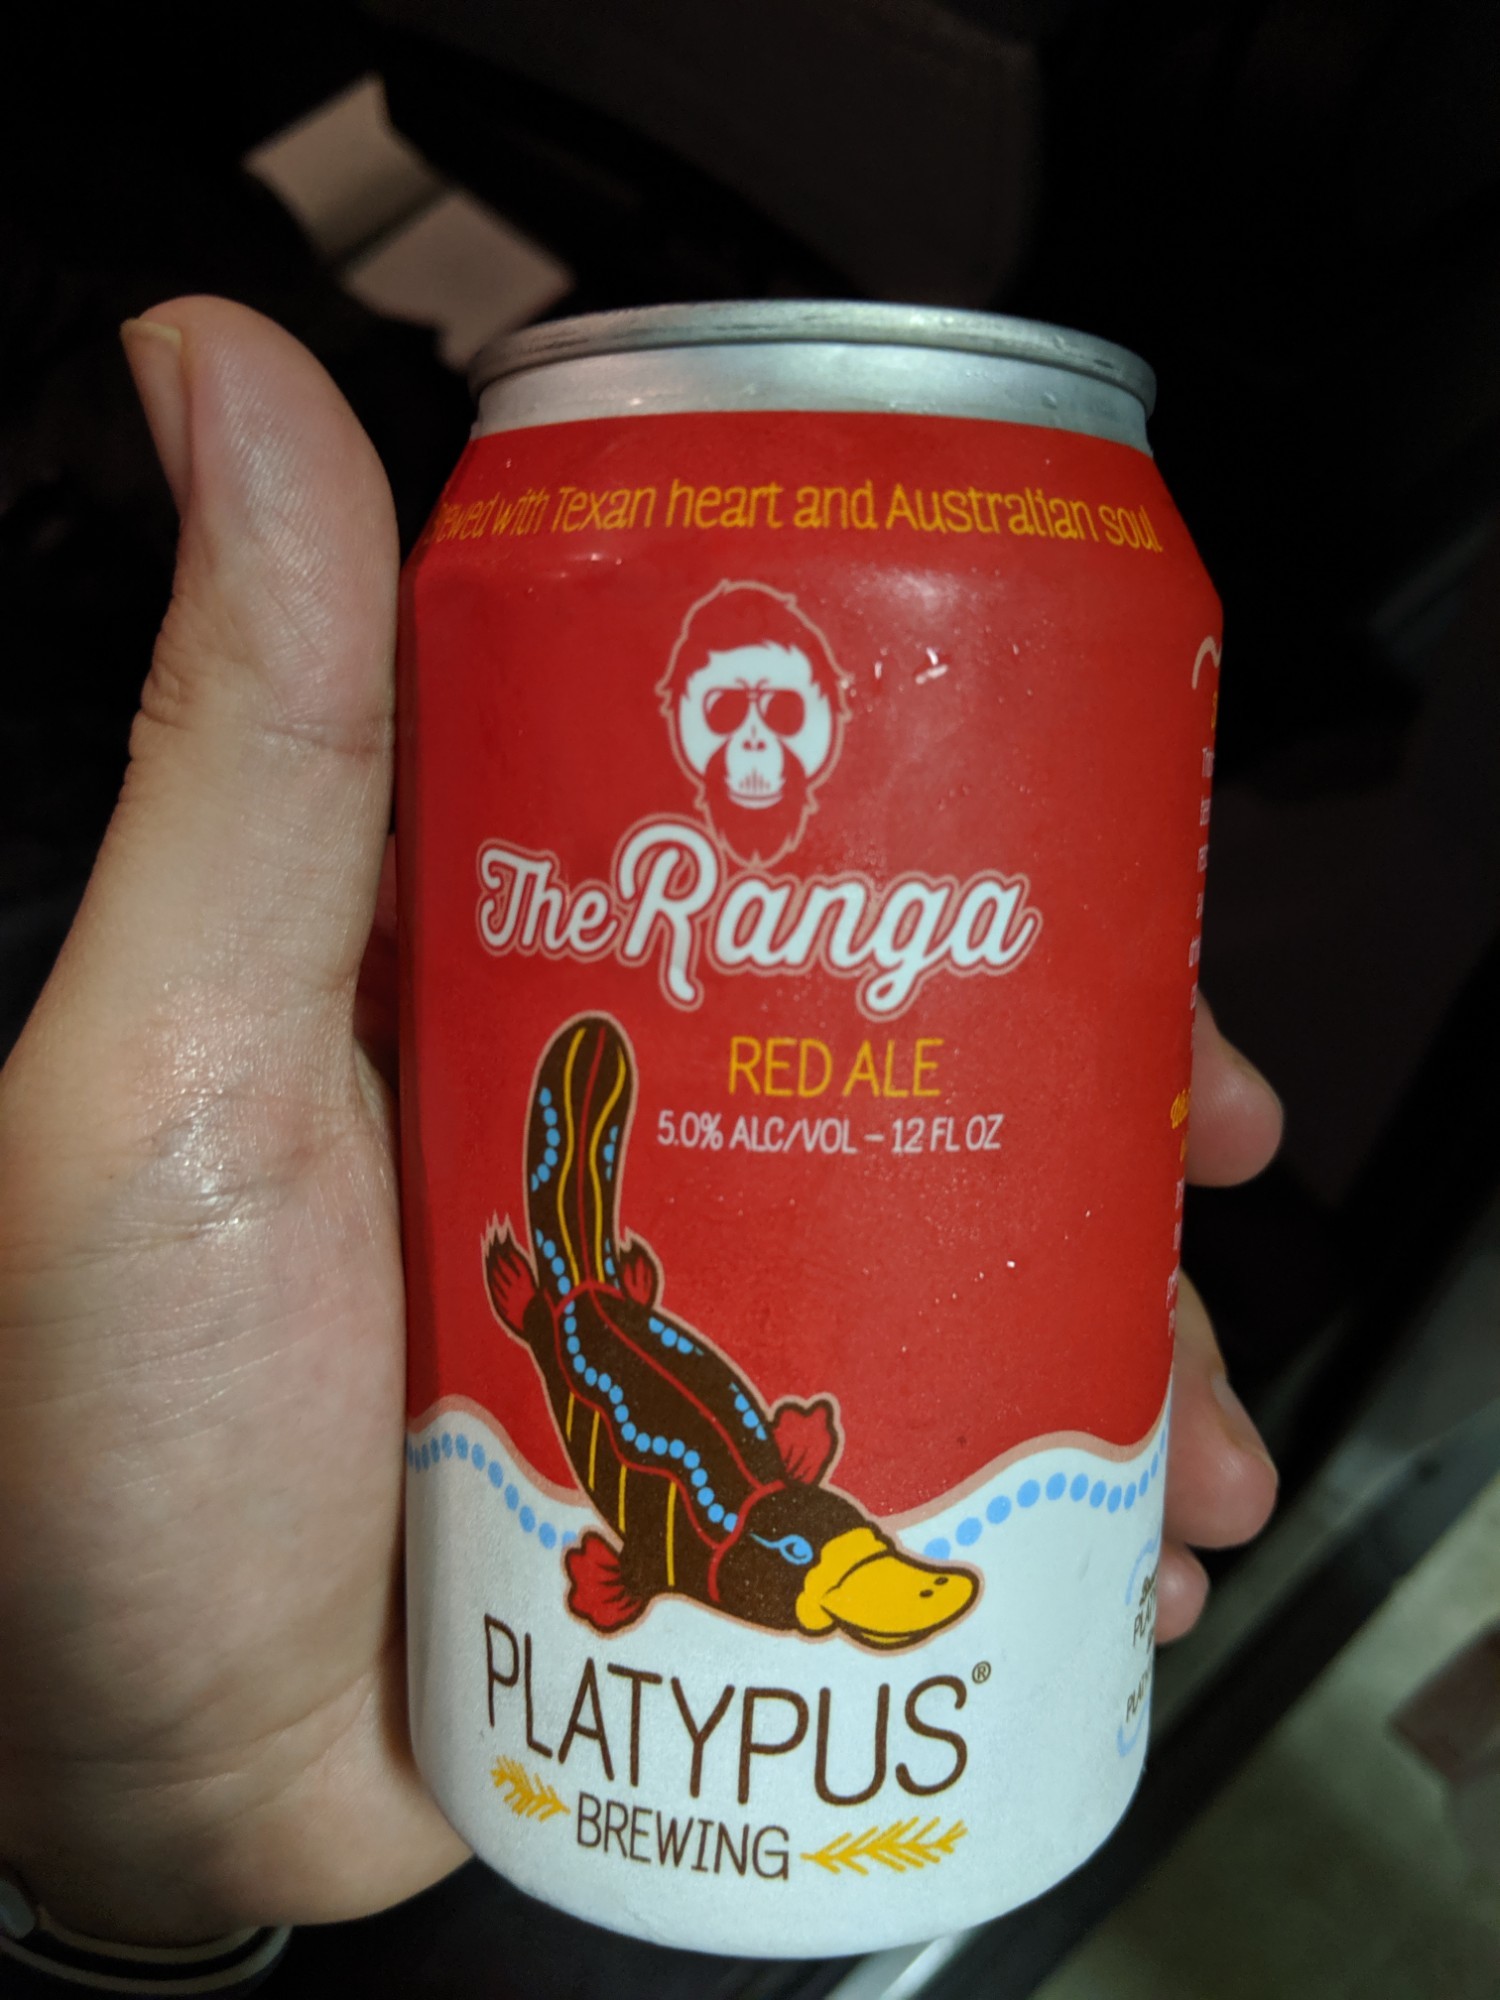 Brewed with Texan heart and Australian soul
The Ranga
RED ALE
5.0% ALC/VOL – 12 FL OZ
PLATYPUS®
BREWING